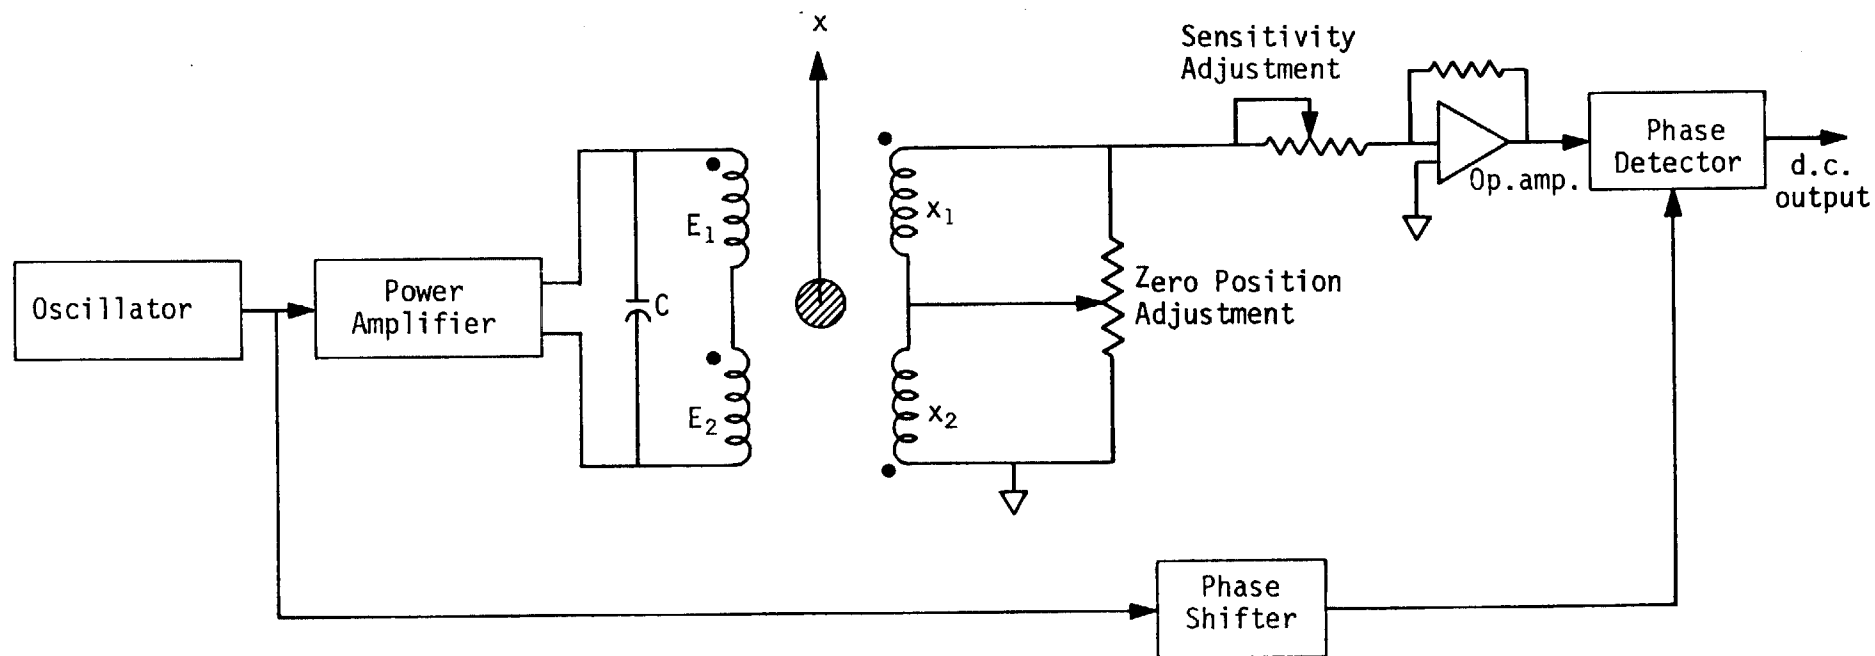 x
Sensitivity
Adjustment
Phase
Detector
Op.amp.
d.c.
output
E1
x1
Oscillator
Power
Amplifier
C
Zero Position
Adjustment
E2
x2
Phase
Shifter